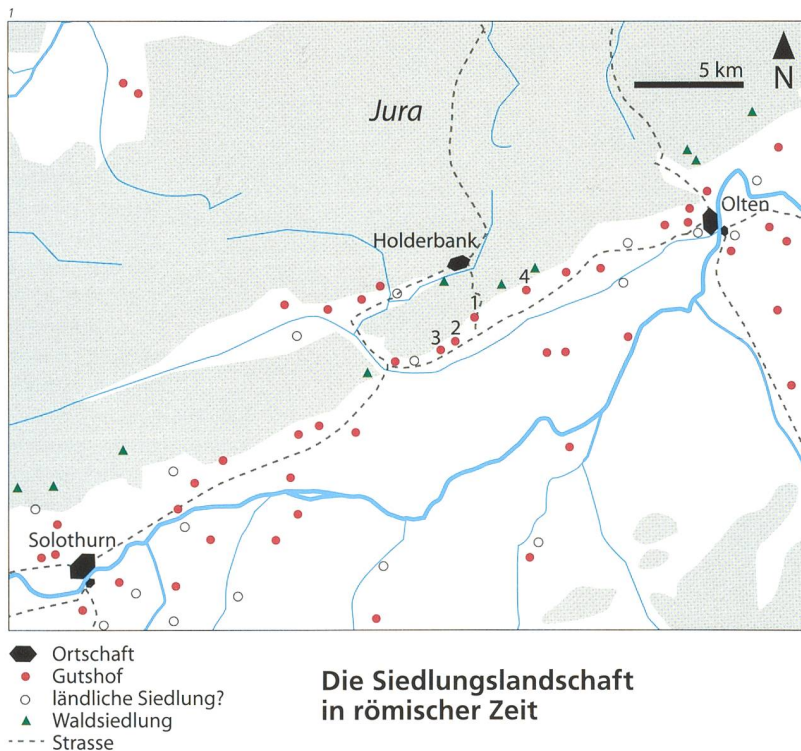 1
5 km
N
Jura
Olten
Holderbank
4
1
2
3
Solothurn
Ortschaft
Gutshof
ländliche Siedlung?
Waldsiedlung
Strasse
Die Siedlungslandschaft
in römischer Zeit